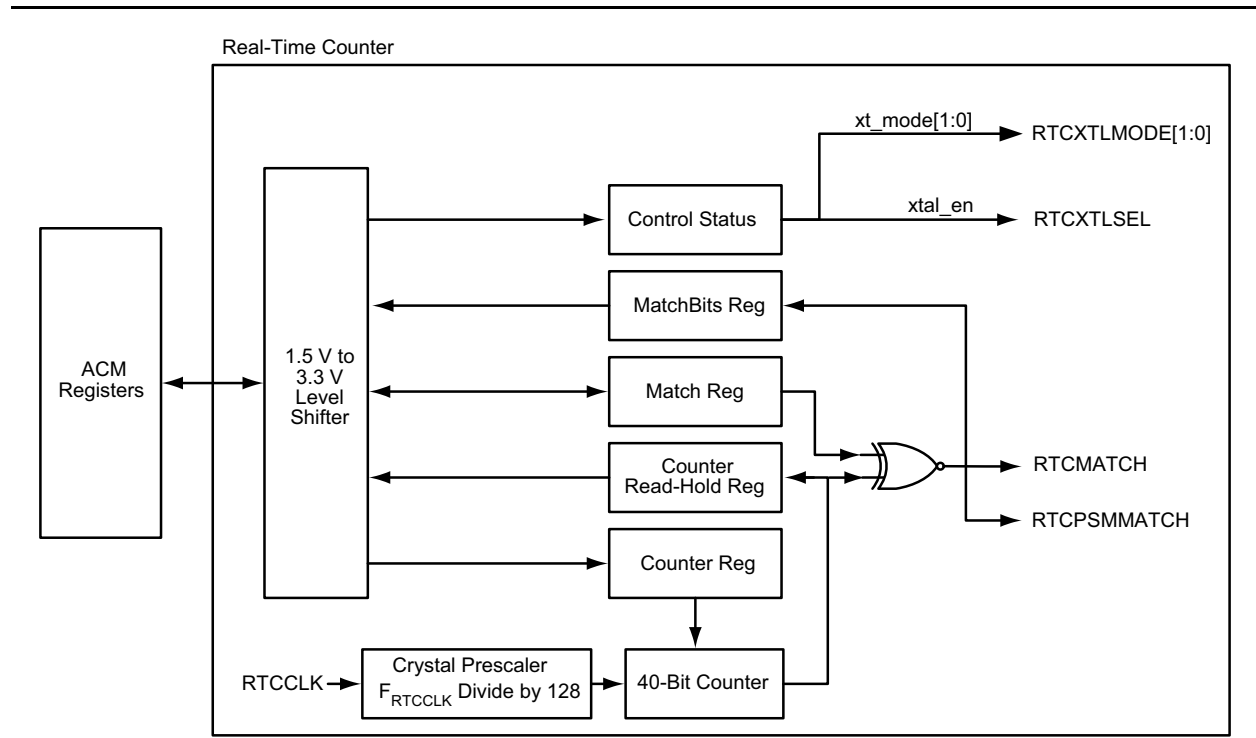 Real-Time Counter
xt_mode[1:0]
RTCXTLMODE[1:0]
Control Status
xtal_en
RTCXTLSEL
MatchBits Reg
ACM
Registers
1.5 V to
3.3 V
Level
Shifter
Match Reg
Counter
Read-Hold Reg
RTCMATCH
RTCPSMMATCH
Counter Reg
RTCCLK
Crystal Prescaler
FRTCCLK Divide by 128
40-Bit Counter